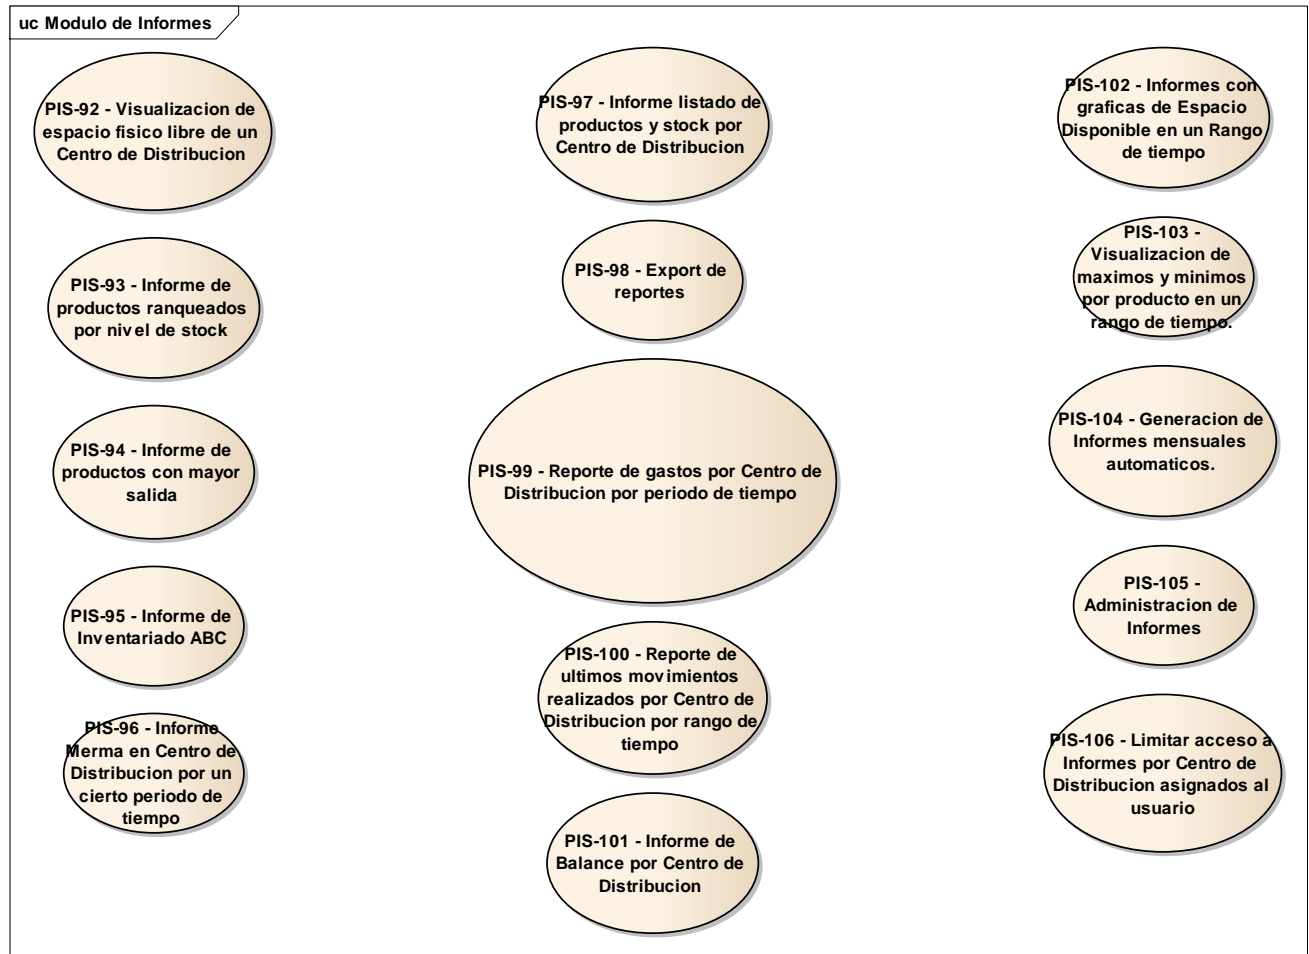 uc Modulo de Informes
PIS-92 - Visualizacion de
espacio fisico libre de un
Centro de Distribucion
PIS-93 - Informe de
productos ranqueados
por nivel de stock
PIS-94 - Informe de
productos con mayor
salida
PIS-95 - Informe de
Inventariado ABC
PIS-96 - Informe
Merma en Centro de
Distribucion por un
cierto periodo de
tiempo
PIS-97 - Informe listado de
productos y stock por
Centro de Distribucion
PIS-98 - Export de
reportes
PIS-99 - Reporte de gastos por Centro de
Distribucion por periodo de tiempo
PIS-100 - Reporte de
ultimos movimientos
realizados por Centro de
Distribucion por rango de
tiempo
PIS-101 - Informe de
Balance por Centro de
Distribucion
PIS-102 - Informes con
graficas de Espacio
Disponible en un Rango
de tiempo
PIS-103 -
Visualizacion de
maximos y minimos
por producto en un
rango de tiempo.
PIS-104 - Generacion de
Informes mensuales
automaticos.
PIS-105 -
Administracion de
Informes
PIS-106 - Limitar acceso a
Informes por Centro de
Distribucion asignados al
usuario